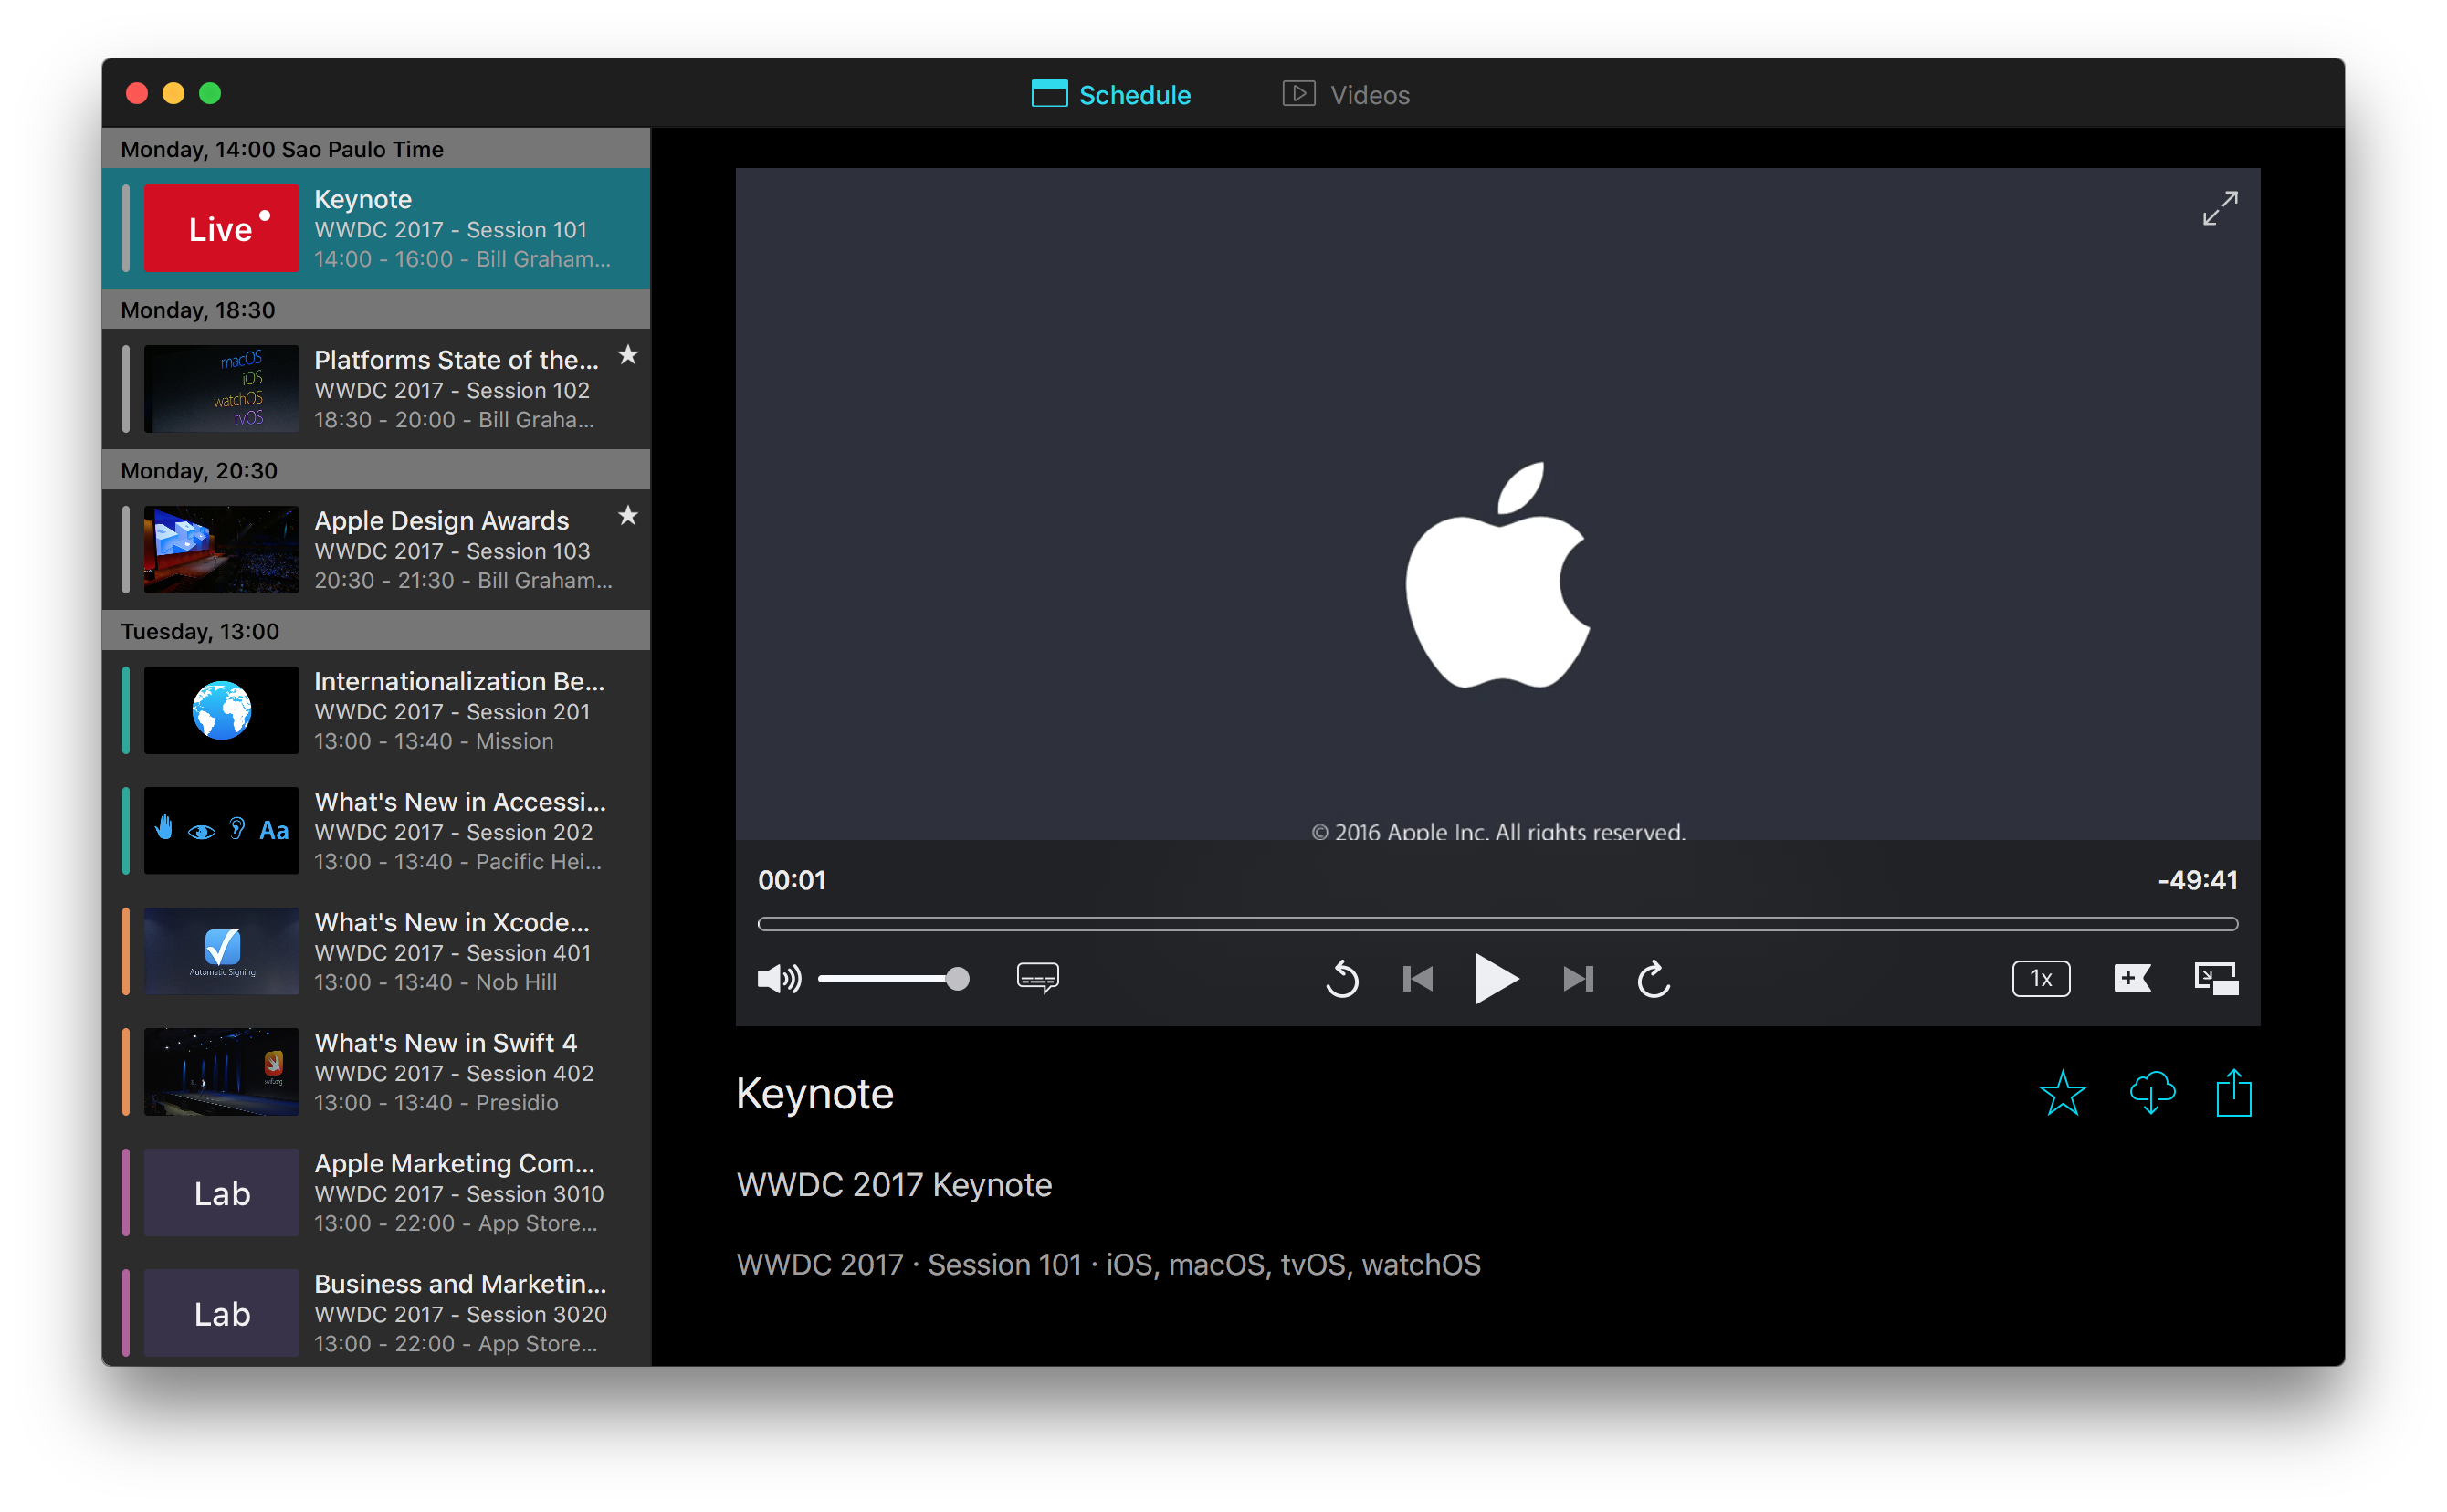 Schedule
Videos
Monday, 14:00 Sao Paulo Time
Live
Keynote
WWDC 2017 - Session 101
14:00 - 16:00 - Bill Graham...
Monday, 18:30
macOS
iOS
watchOS
tvOS
Platforms State of the...
WWDC 2017 - Session 102
18:30 - 20:00 - Bill Graha...
Monday, 20:30
Apple Design Awards
WWDC 2017 - Session 103
20:30 - 21:30 - Bill Graham...
Tuesday, 13:00
Internationalization Be...
WWDC 2017 - Session 201
13:00 - 13:40 - Mission
Aa
What's New in Accessi...
WWDC 2017 - Session 202
13:00 - 13:40 - Pacific Hei...
Automatic Signing
What's New in Xcode...
WWDC 2017 - Session 401
13:00 - 13:40 - Nob Hill
What's New in Swift 4
WWDC 2017 - Session 402
13:00 - 13:40 - Presidio
Lab
Apple Marketing Com...
WWDC 2017 - Session 3010
13:00 - 22:00 - App Store...
Lab
Business and Marketin...
WWDC 2017 - Session 3020
13:00 - 22:00 - App Store...
© 2016 Apple Inc. All rights reserved.
00:01
-49:41
1x
Keynote
WWDC 2017 Keynote
WWDC 2017 · Session 101 · iOS, macOS, tvOS, watchOS